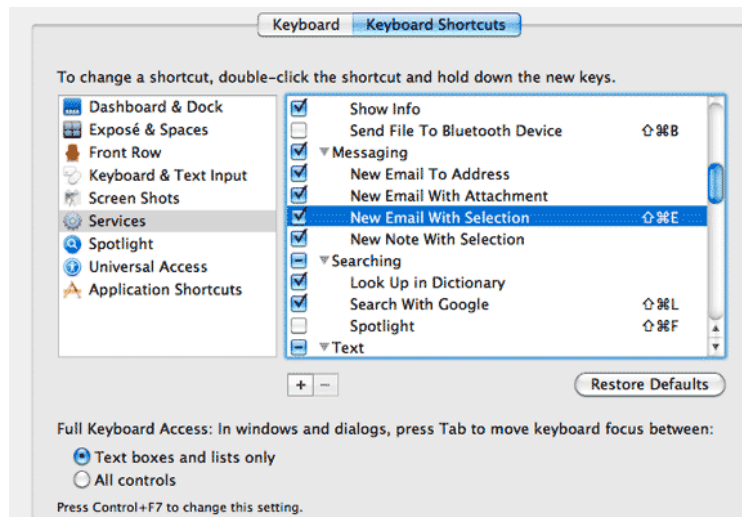 Keyboard Keyboard Shortcuts
To change a shortcut, double-click the shortcut and hold down the new keys.
Dashboard & Dock
Exposé & Spaces
Front Row
Keyboard & Text Input
Screen Shots
Services
Spotlight
Universal Access
Application Shortcuts
Show Info
Send File To Bluetooth Device ⇧⌘B
Messaging
New Email To Address
New Email With Attachment
New Email With Selection ⇧⌘E
New Note With Selection
Searching
Look Up in Dictionary
Search With Google ⇧⌘L
Spotlight ⇧⌘F
Text
+ −
Restore Defaults
Full Keyboard Access: In windows and dialogs, press Tab to move keyboard focus between:
Text boxes and lists only
All controls
Press Control+F7 to change this setting.